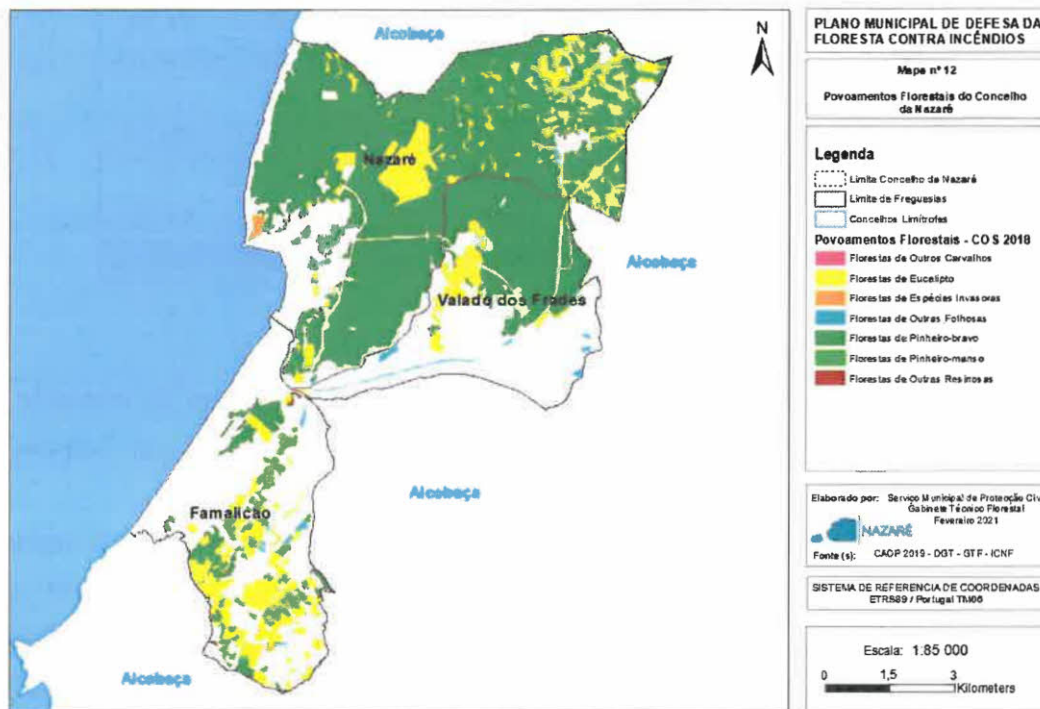 Alcobaça
N
Nazaré
Alcobaça
Valado dos Frades
Alcobaça
Famalicão
Alcobaça
PLANO MUNICIPAL DE DEFESA DA
FLORESTA CONTRA INCÊNDIOS
Mapa nº 12
Povoamentos Florestais do Concelho
da Nazaré
Legenda
Limite Concelho de Nazaré
Limite de Freguesias
Concelhos Limítrofes
Povoamentos Florestais - COS 2018
Florestas de Outros Carvalhos
Florestas de Eucalipto
Florestas de Espécies Invasoras
Florestas de Outras Folhosas
Florestas de Pinheiro-bravo
Florestas de Pinheiro-manso
Florestas de Outras Resinosas
Elaborado por: Serviço Municipal de Protecção Civ
Gabinete Técnico Florestal
Fevereiro 2021
NAZARÉ
Fonte (s): CAOP 2019 - DGT - GTF - ICNF
SISTEMA DE REFERENCIA DE COORDENADAS
ETRS89 / Portugal TM06
Escala: 1:85 000
0 1,5 3
Kilometers